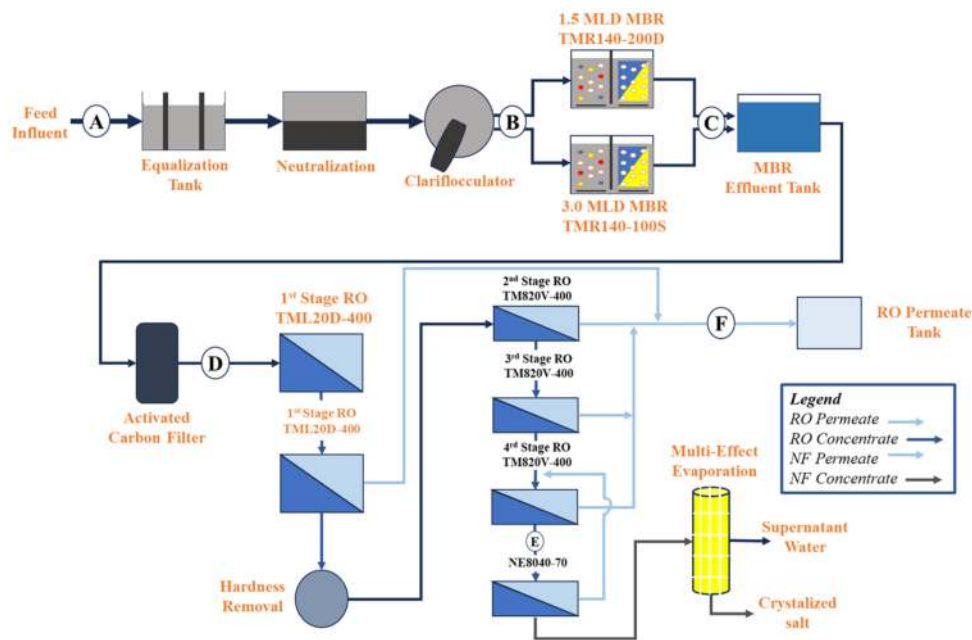 1.5 MLD MBR
TMR140-200D
Feed
Influent
A
Equalization
Tank
Neutralization
Clariflocculator
B
C
MBR
Effluent Tank
3.0 MLD MBR
TMR140-100S
1st Stage RO
TML20D-400
2nd Stage RO
TM820V-400
F
RO Permeate
Tank
D
Activated
Carbon Filter
1st Stage RO
TML20D-400
3rd Stage RO
TM820V-400
4rd Stage RO
TM820V-400
Legend
RO Permeate
RO Concentrate
NF Permeate
NF Concentrate
Multi-Effect
Evaporation
E
NE8040-70
Hardness
Removal
Supernatant
Water
Crystalized
salt